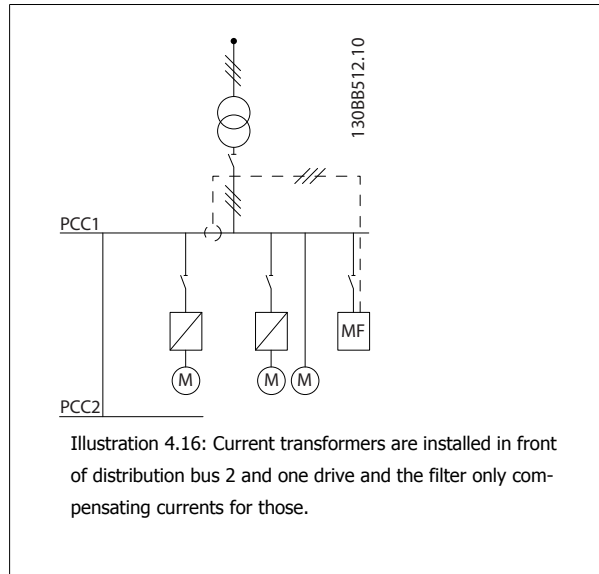 130BB512.10
PCC1
MF
M
M M
PCC2
Illustration 4.16: Current transformers are installed in front
of distribution bus 2 and one drive and the filter only com-
pensating currents for those.